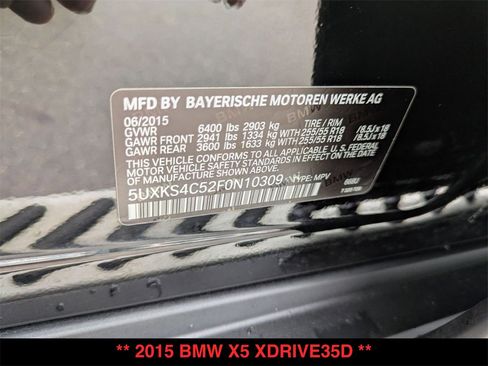 MFD BY BAYERISCHE MOTOREN WERKE AG
06/2015
GVWR 6400 lbs 2903 kg TIRE / RIM
GAWR FRONT 2941 lbs 1334 kg WITH 255/55 R18 / 8.5J x 18
GAWR REAR 3600 lbs 1633 kg WITH 255/55 R18 / 8.5J x 18
THIS VEHICLE CONFORMS TO ALL APPLICABLE FEDERAL
MOTOR VEHICLE SAFETY
THEFT PREVENTION STANDARDS IN EFFECT ON THE
DATE OF MANUFACTURE SHOWN ABOVE.
5UXKS4C52F0N10309 TYPE: MPV
** 2015 BMW X5 XDRIVE35D **